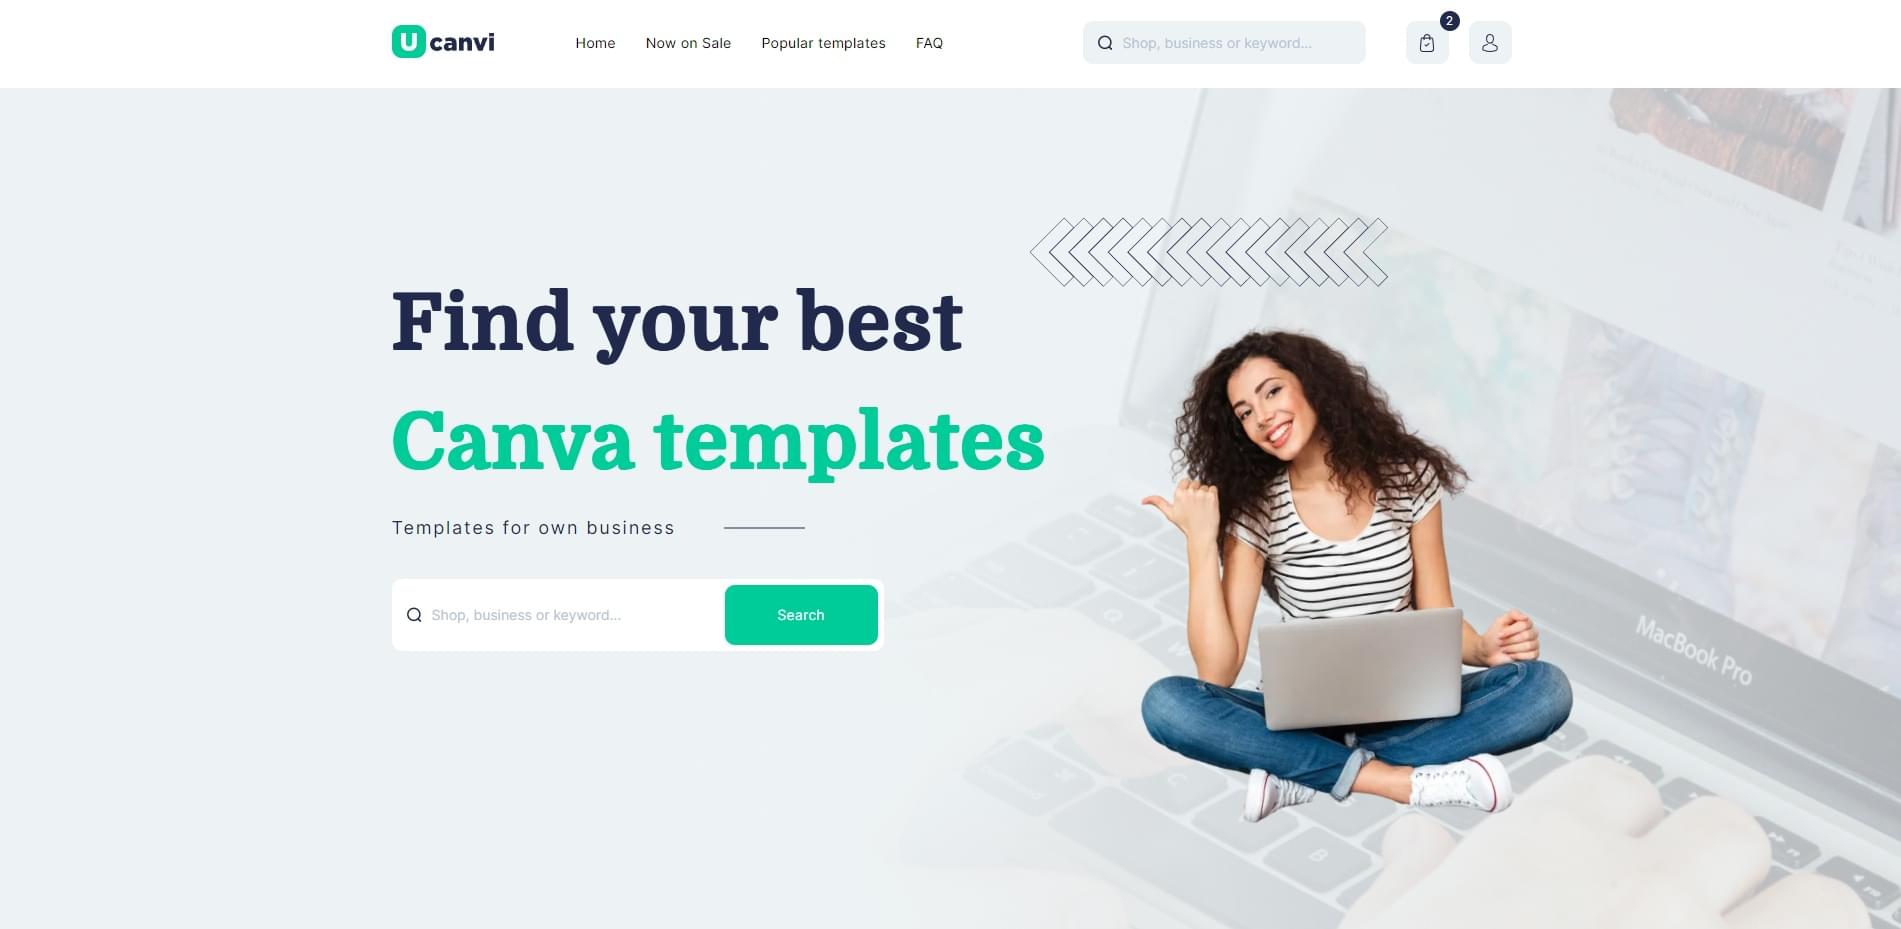 U canvi
Home
Now on Sale
Popular templates
FAQ
Shop, business or keyword...
2
Find your best
Canva templates
Templates for own business
Shop, business or keyword...
Search
MacBook Pro
command
W
C
B